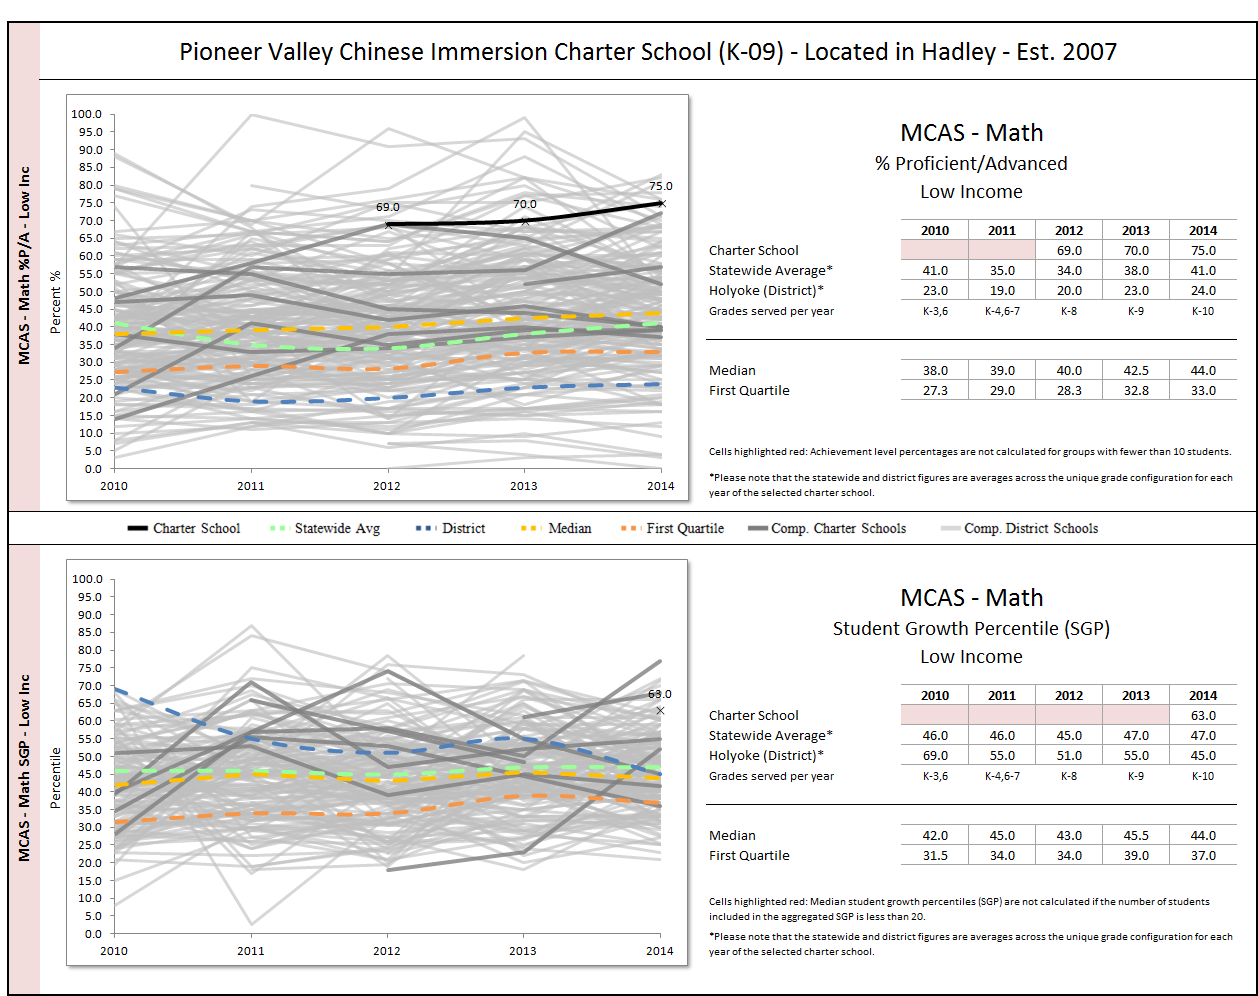 Pioneer Valley Chinese Immersion Charter School (K-09) - Located in Hadley - Est. 2007
MCAS - Math %P/A - Low Inc
Percent %
100.0
95.0
90.0
85.0
80.0
75.0
70.0
65.0
60.0
55.0
50.0
45.0
40.0
35.0
30.0
25.0
20.0
15.0
10.0
5.0
0.0
69.0
70.0
75.0
2010 2011 2012 2013 2014
MCAS - Math
% Proficient/Advanced
Low Income
2010 2011 2012 2013 2014
Charter School 69.0 70.0 75.0
Statewide Average* 41.0 35.0 34.0 38.0 41.0
Holyoke (District)* 23.0 19.0 20.0 23.0 24.0
Grades served per year K-3,6 K-4,6-7 K-8 K-9 K-10
Median 38.0 39.0 40.0 42.5 44.0
First Quartile 27.3 29.0 28.3 32.8 33.0
Cells highlighted red: Achievement level percentages are not calculated for groups with fewer than 10 students.
*Please note that the statewide and district figures are averages across the unique grade configuration for each
year of the selected charter school.
Charter School Statewide Avg District Median First Quartile Comp. Charter Schools Comp. District Schools
MCAS - Math SGP - Low Inc
Percentile
100.0
95.0
90.0
85.0
80.0
75.0
70.0
65.0
60.0
55.0
50.0
45.0
40.0
35.0
30.0
25.0
20.0
15.0
10.0
5.0
0.0
63.0
2010 2011 2012 2013 2014
MCAS - Math
Student Growth Percentile (SGP)
Low Income
2010 2011 2012 2013 2014
Charter School 63.0
Statewide Average* 46.0 46.0 45.0 47.0 47.0
Holyoke (District)* 69.0 55.0 51.0 55.0 45.0
Grades served per year K-3,6 K-4,6-7 K-8 K-9 K-10
Median 42.0 45.0 43.0 45.5 44.0
First Quartile 31.5 34.0 34.0 39.0 37.0
Cells highlighted red: Median student growth percentiles (SGP) are not calculated if the number of students
included in the aggregated SGP is less than 20.
*Please note that the statewide and district figures are averages across the unique grade configuration for each
year of the selected charter school.